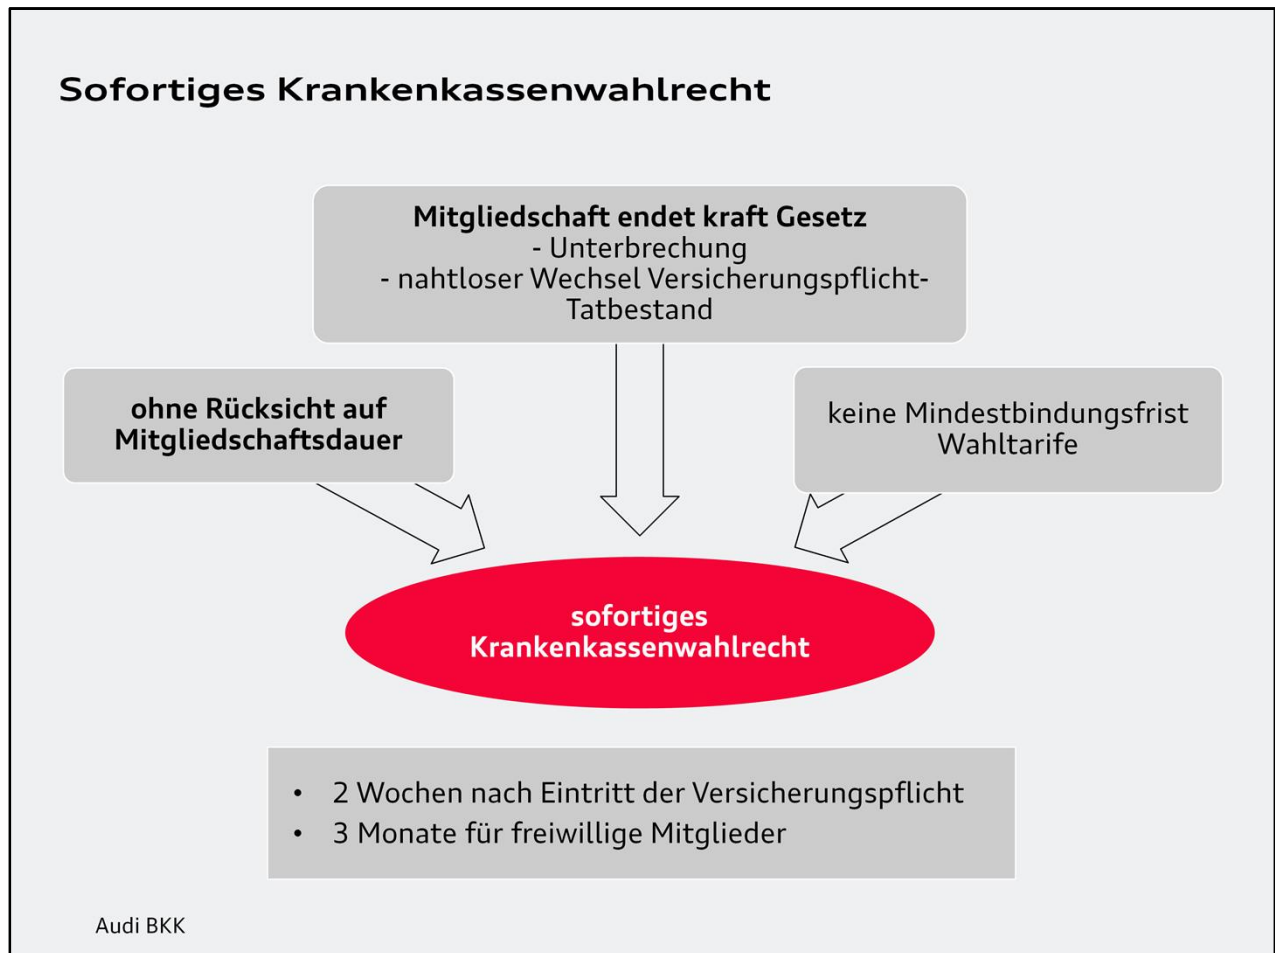 Sofortiges Krankenkassenwahlrecht
Mitgliedschaft endet kraft Gesetz
- Unterbrechung
- nahtloser Wechsel Versicherungspflicht-
Tatbestand
ohne Rücksicht auf
Mitgliedschaftsdauer
keine Mindestbindungsfrist
Wahltarife
sofortiges
Krankenkassenwahlrecht
• 2 Wochen nach Eintritt der Versicherungspflicht
• 3 Monate für freiwillige Mitglieder
Audi BKK